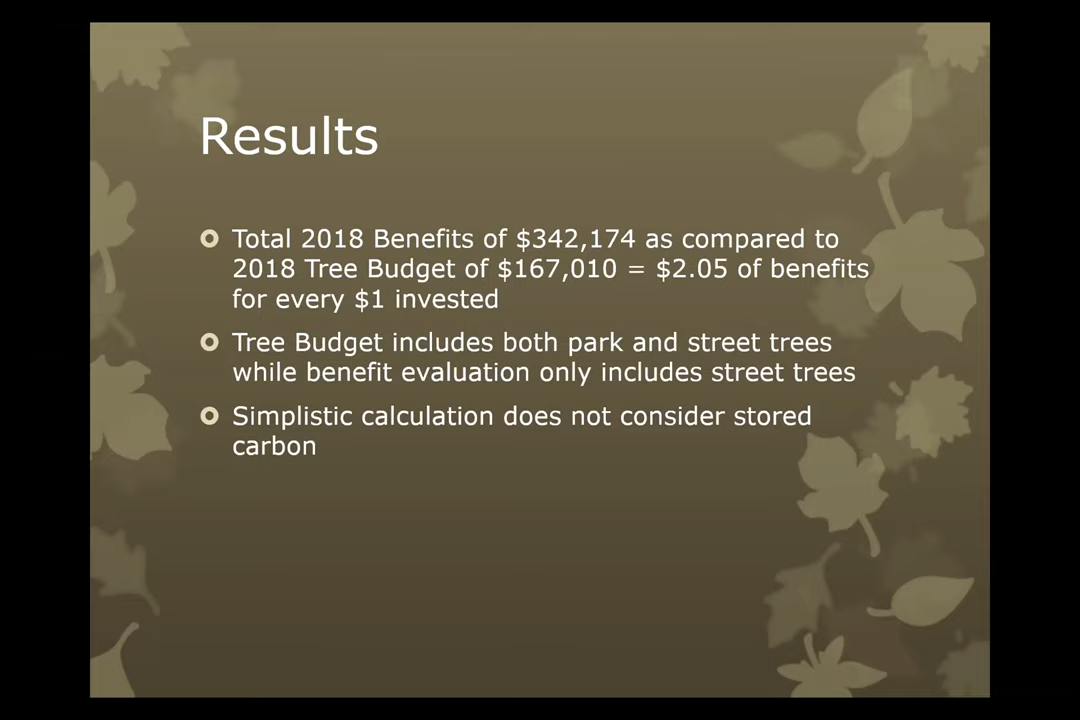 Results
Total 2018 Benefits of $342,174 as compared to
2018 Tree Budget of $167,010 = $2.05 of benefits
for every $1 invested
Tree Budget includes both park and street trees
while benefit evaluation only includes street trees
Simplistic calculation does not consider stored
carbon